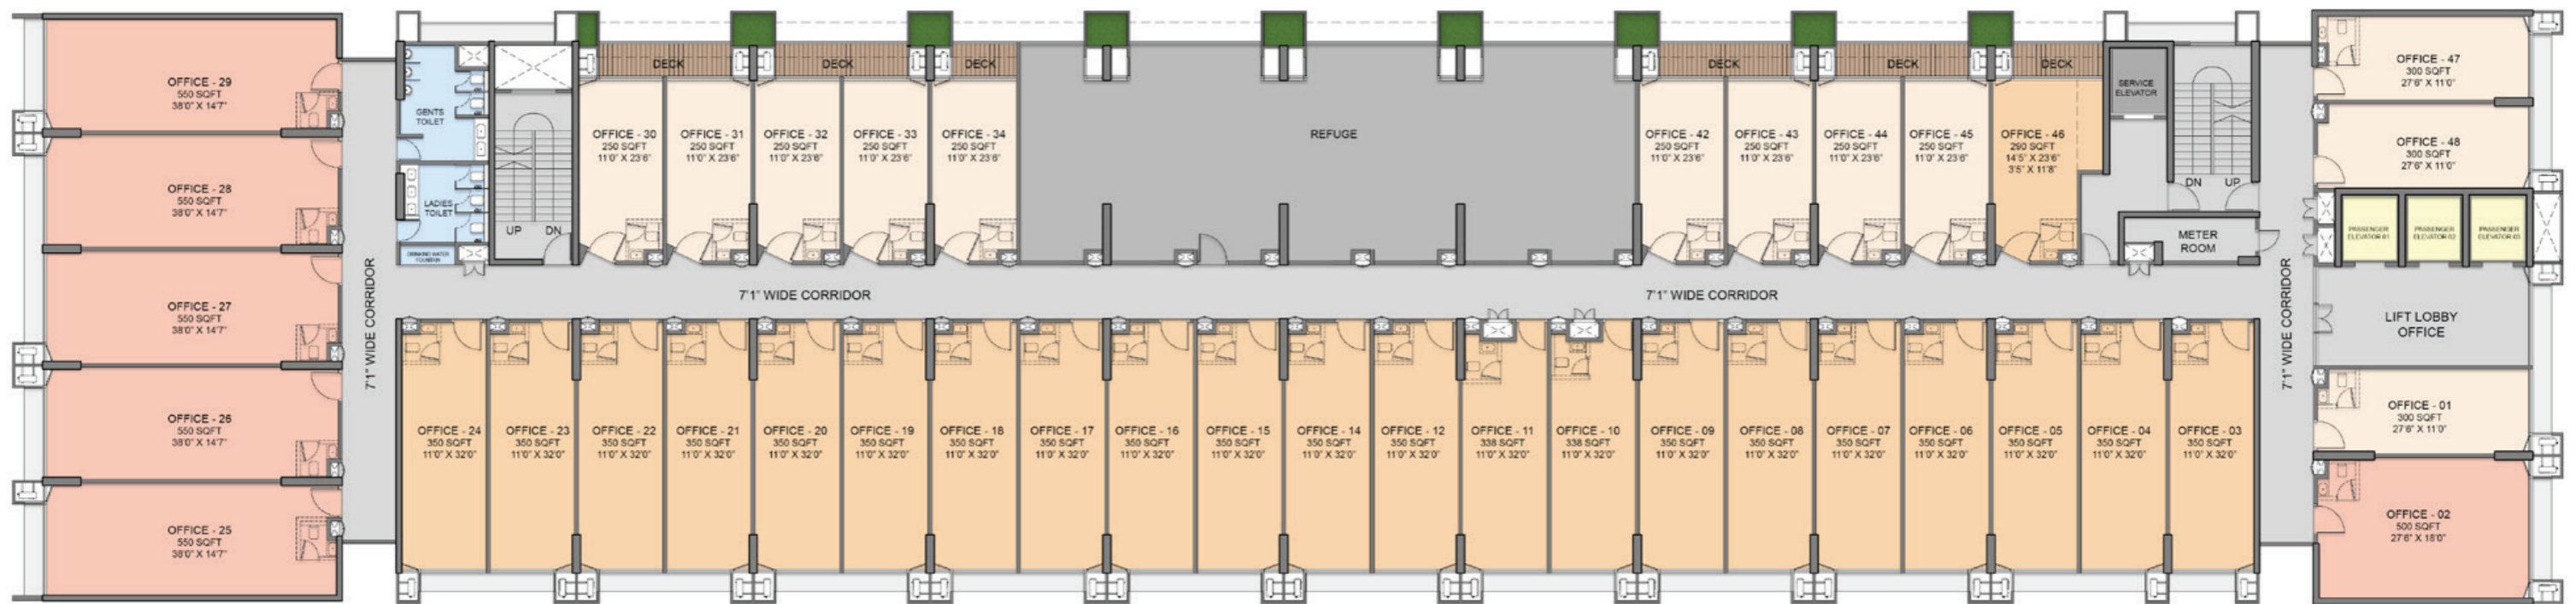 OFFICE - 29
550 SQFT
38'0" X 14'7"
OFFICE - 28
550 SQFT
38'0" X 14'7"
OFFICE - 27
550 SQFT
38'0" X 14'7"
OFFICE - 26
550 SQFT
38'0" X 14'7"
OFFICE - 25
550 SQFT
38'0" X 14'7"
7'1" WIDE CORRIDOR
GENTS
TOILET
LADIES
TOILET
DRINKING WATER
FOUNTAIN
UP
DN
DECK
DECK
DECK
OFFICE - 30
250 SQFT
11'0" X 23'6"
OFFICE - 31
250 SQFT
11'0" X 23'6"
OFFICE - 32
250 SQFT
11'0" X 23'6"
OFFICE - 33
250 SQFT
11'0" X 23'6"
OFFICE - 34
250 SQFT
11'0" X 23'6"
REFUGE
DECK
DECK
DECK
OFFICE - 42
250 SQFT
11'0" X 23'6"
OFFICE - 43
250 SQFT
11'0" X 23'6"
OFFICE - 44
250 SQFT
11'0" X 23'6"
OFFICE - 45
250 SQFT
11'0" X 23'6"
OFFICE - 46
290 SQFT
14'5" X 23'6"
3'5" X 11'8"
SERVICE
ELEVATOR
DN
UP
METER
ROOM
7'1" WIDE CORRIDOR
7'1" WIDE CORRIDOR
OFFICE - 24
350 SQFT
11'0" X 32'0"
OFFICE - 23
350 SQFT
11'0" X 32'0"
OFFICE - 22
350 SQFT
11'0" X 32'0"
OFFICE - 21
350 SQFT
11'0" X 32'0"
OFFICE - 20
350 SQFT
11'0" X 32'0"
OFFICE - 19
350 SQFT
11'0" X 32'0"
OFFICE - 18
350 SQFT
11'0" X 32'0"
OFFICE - 17
350 SQFT
11'0" X 32'0"
OFFICE - 16
350 SQFT
11'0" X 32'0"
OFFICE - 15
350 SQFT
11'0" X 32'0"
OFFICE - 14
350 SQFT
11'0" X 32'0"
OFFICE - 12
350 SQFT
11'0" X 32'0"
OFFICE - 11
338 SQFT
11'0" X 32'0"
OFFICE - 10
338 SQFT
11'0" X 32'0"
OFFICE - 09
350 SQFT
11'0" X 32'0"
OFFICE - 08
350 SQFT
11'0" X 32'0"
OFFICE - 07
350 SQFT
11'0" X 32'0"
OFFICE - 06
350 SQFT
11'0" X 32'0"
OFFICE - 05
350 SQFT
11'0" X 32'0"
OFFICE - 04
350 SQFT
11'0" X 32'0"
OFFICE - 03
350 SQFT
11'0" X 32'0"
7'1" WIDE CORRIDOR
OFFICE - 47
300 SQFT
27'6" X 11'0"
OFFICE - 48
300 SQFT
27'6" X 11'0"
PASSENGER
ELEVATOR 01
PASSENGER
ELEVATOR 02
PASSENGER
ELEVATOR 03
LIFT LOBBY
OFFICE
OFFICE - 01
300 SQFT
27'6" X 11'0"
OFFICE - 02
500 SQFT
27'6" X 18'0"